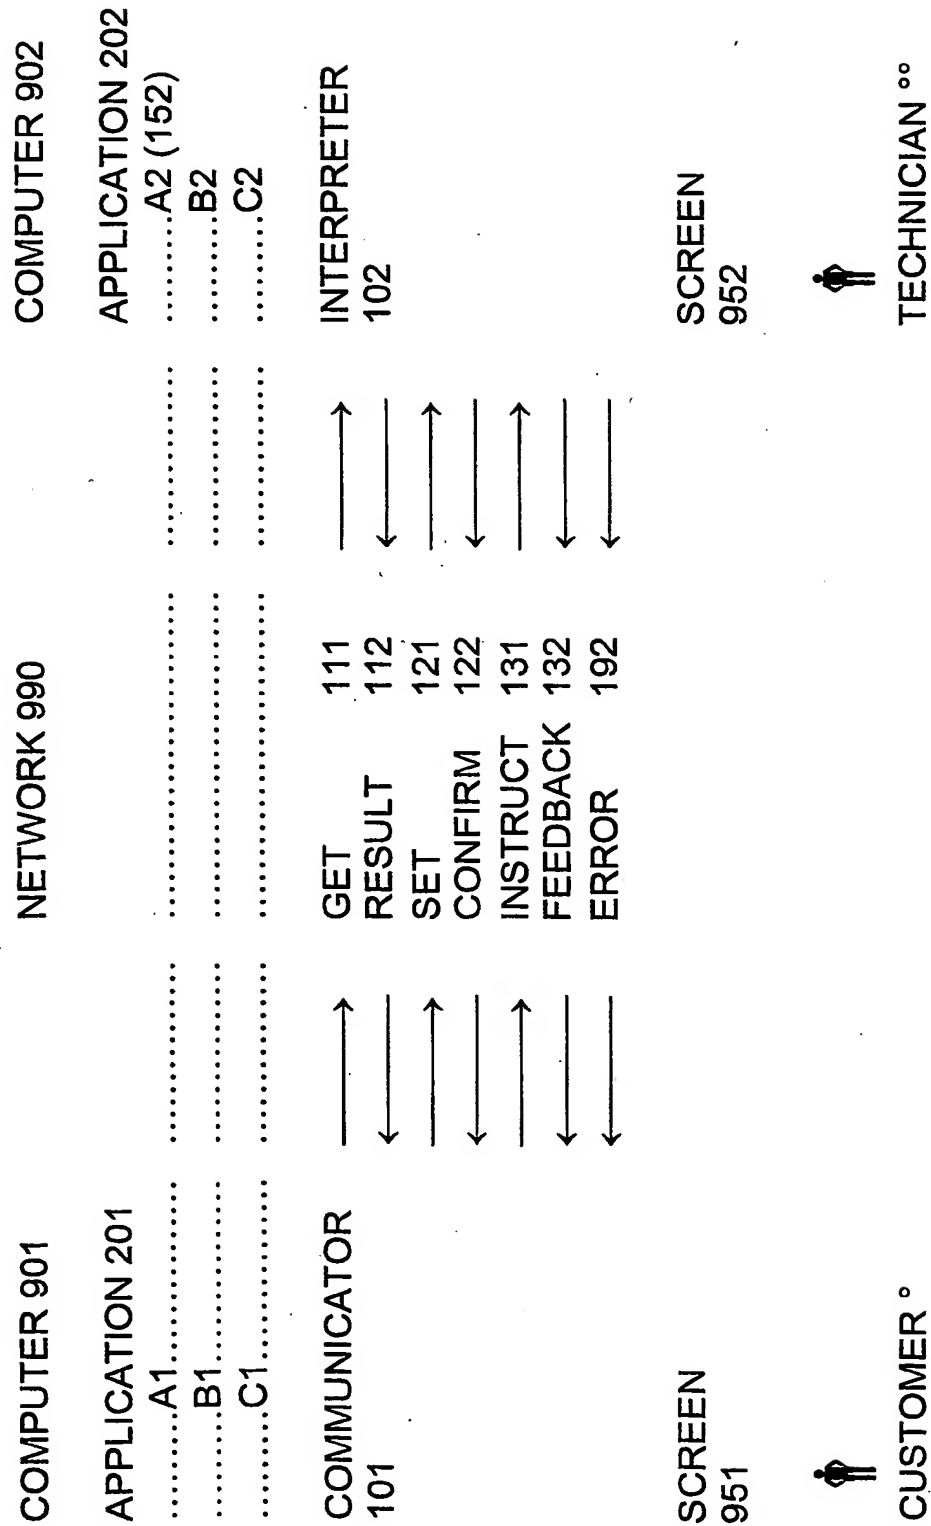 COMPUTER 901 NETWORK 990 COMPUTER 902
APPLICATION 201 APPLICATION 202
..........A1.......................................................................................A2 (152)
..........B1.......................................................................................B2
..........C1.......................................................................................C2
COMMUNICATOR GET 111 INTERPRETER
101 RESULT 112 102
SET 121
CONFIRM 122
INSTRUCT 131
FEEDBACK 132
ERROR 192
SCREEN SCREEN
951 952
CUSTOMER ° TECHNICIAN °°